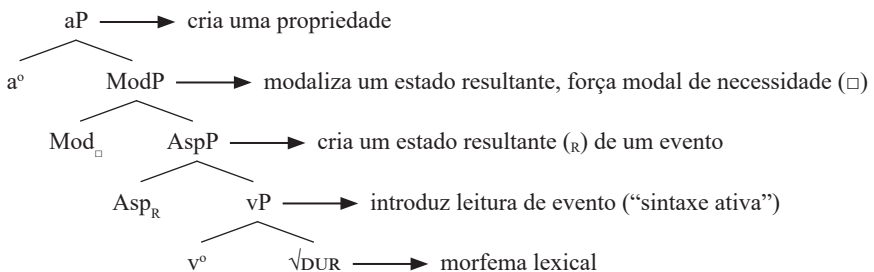 aP cria uma propriedade
aº ModP modaliza um estado resultante, força modal de necessidade (□)
Mod□ AspP cria um estado resultante (R) de um evento
AspR vP introduz leitura de evento (“sintaxe ativa”)
vº √DUR morfema lexical